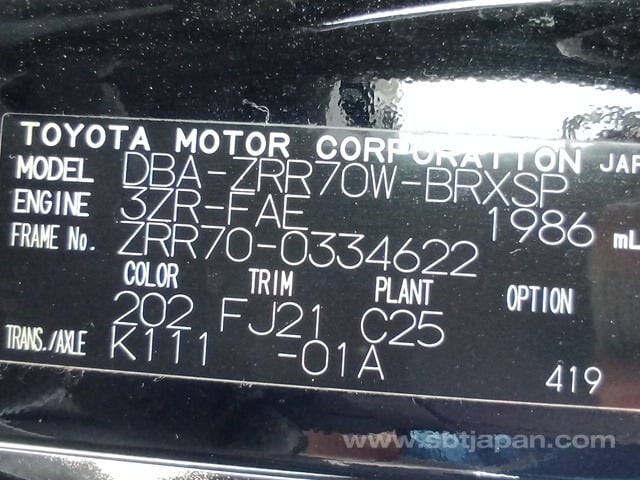 TOYOTA MOTOR CORPORATION JAP
MODEL DBA-ZRR70W-BRXSP
ENGINE 3ZR-FAE 1986 mL
FRAME No. ZRR70-0334622
COLOR TRIM PLANT OPTION
202 FJ21 C25
TRANS./AXLE K111 -01A 419
www.sbtjapan.com